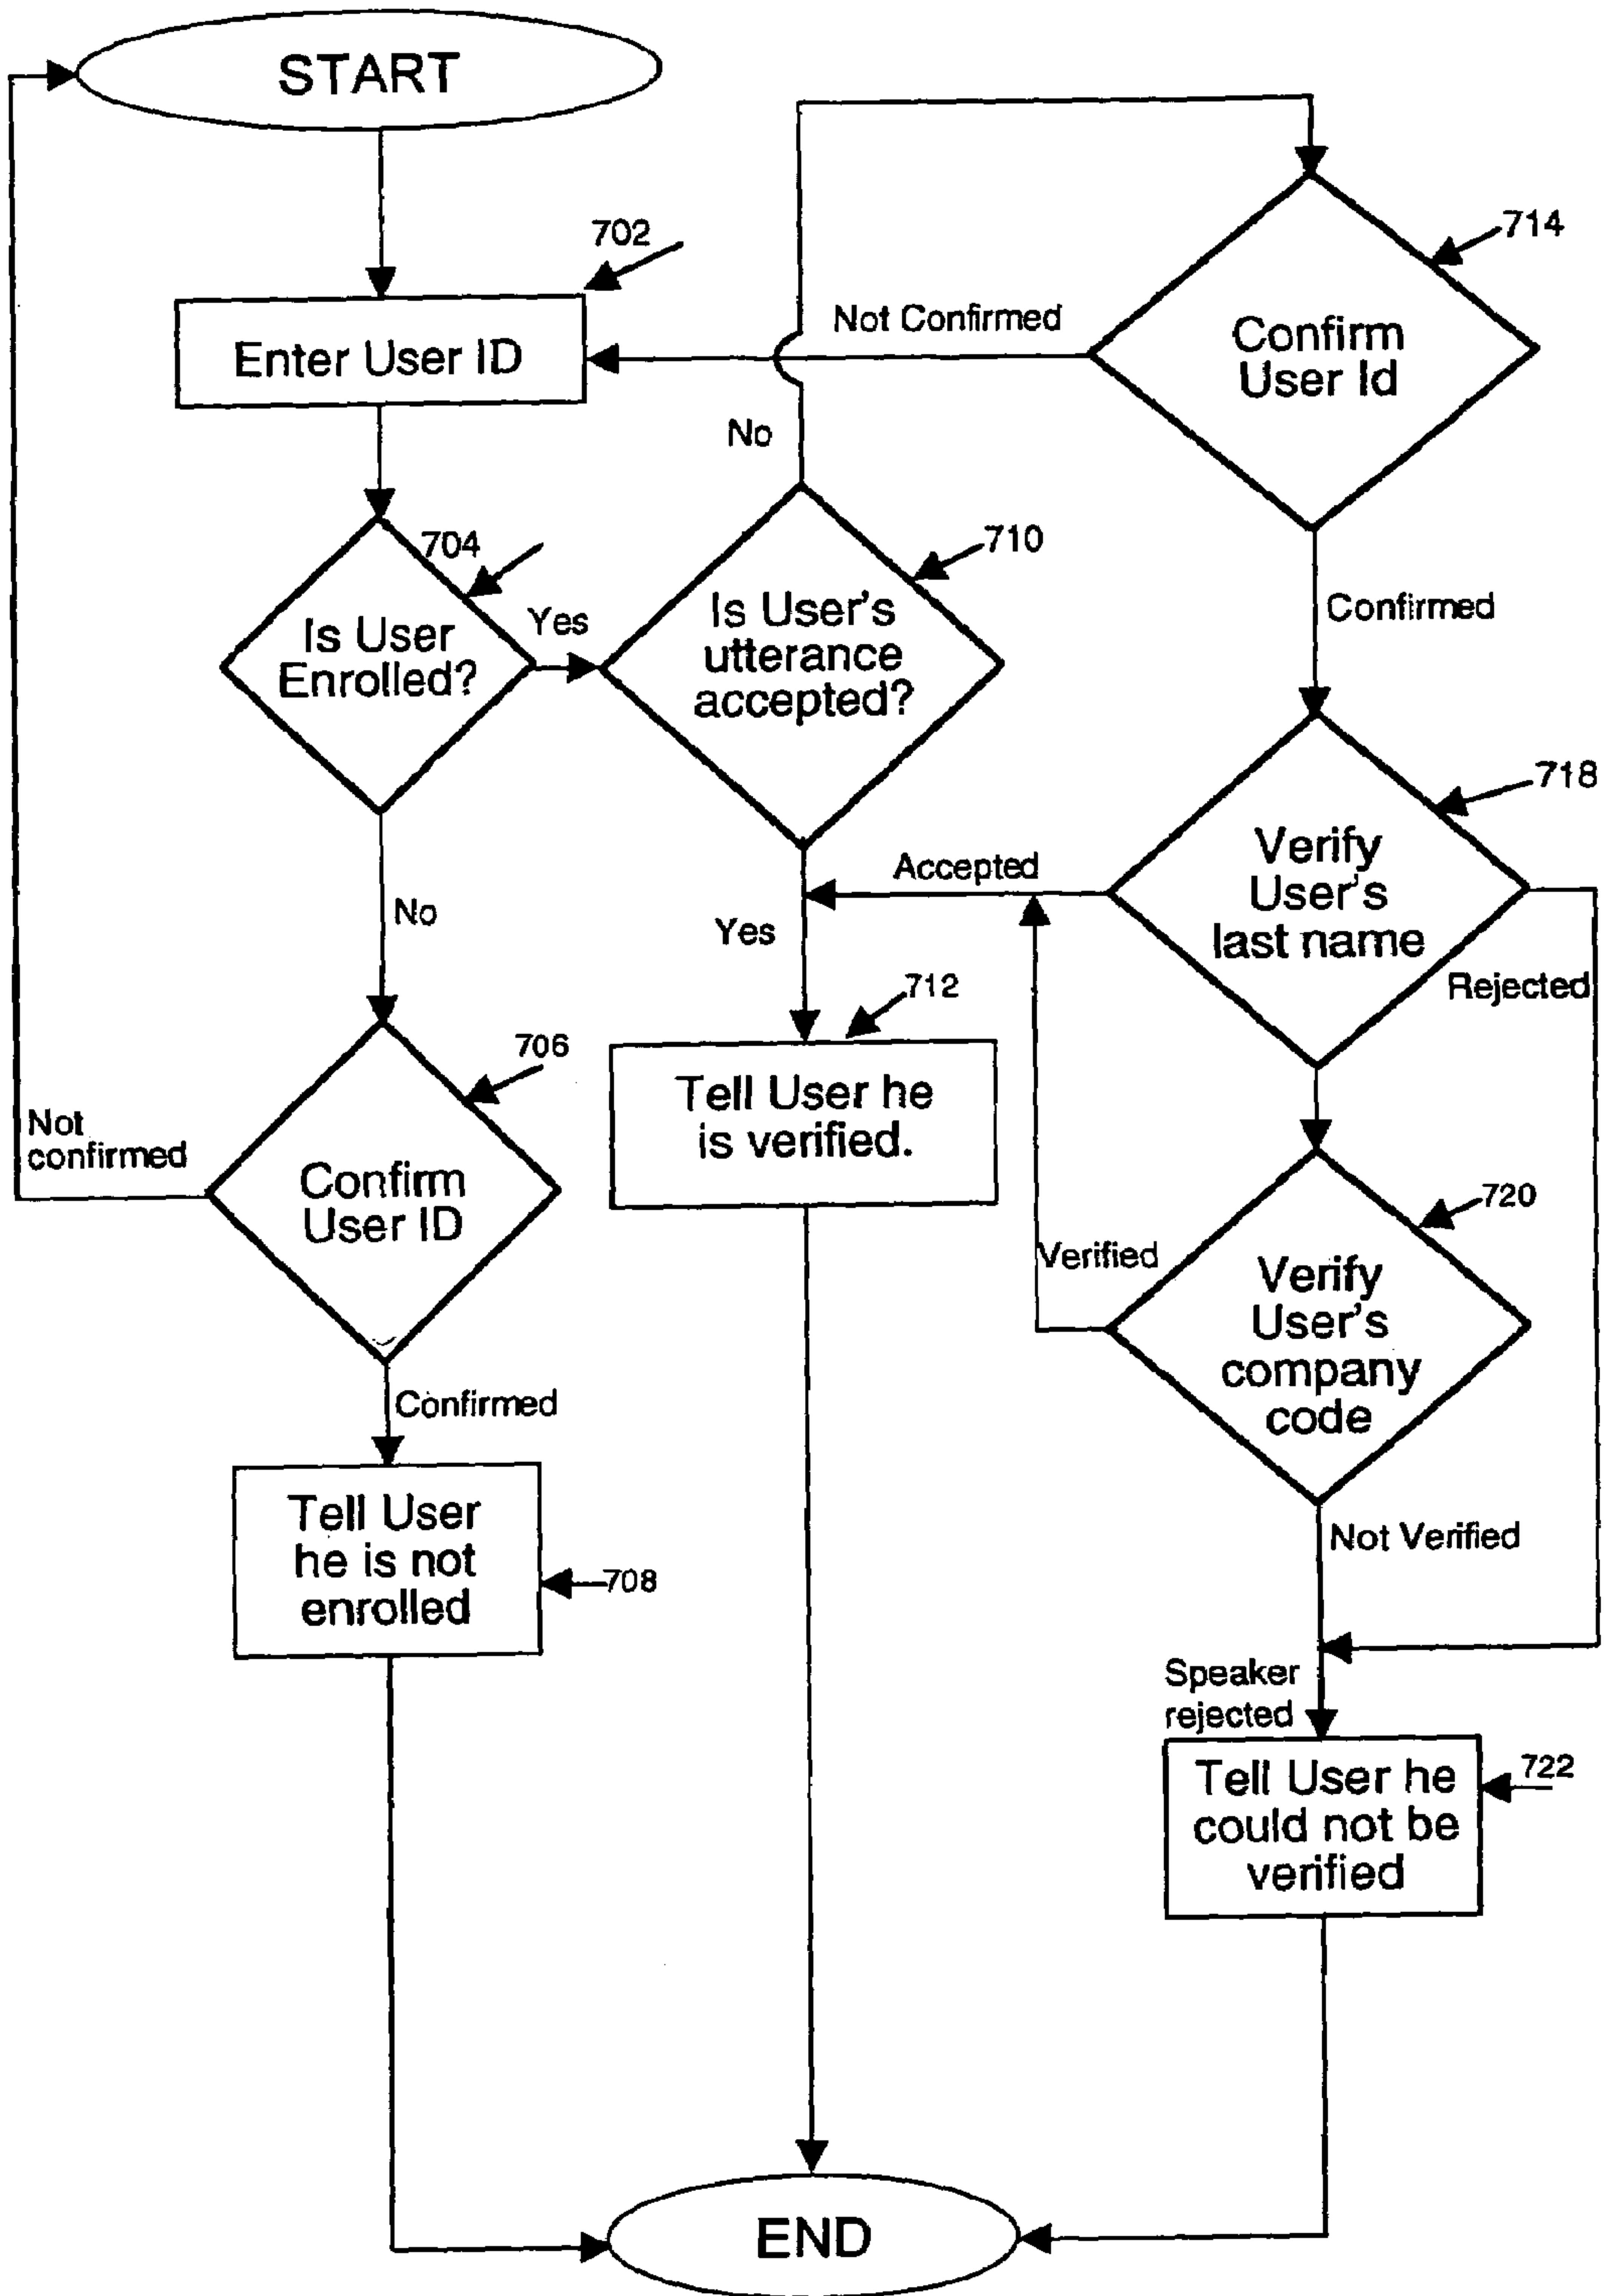 START
702
Enter User ID
Not Confirmed
714
Confirm
User Id
No
704
Is User
Enrolled?
Yes
710
Is User's
utterance
accepted?
Confirmed
718
Verify
User's
last name
Accepted
Rejected
Yes
No
712
Tell User he
is verified.
706
Confirm
User ID
Not
confirmed
720
Verify
User's
company
code
Verified
Confirmed
Tell User
he is not
enrolled
708
Not Verified
Speaker
rejected
722
Tell User he
could not be
verified
END